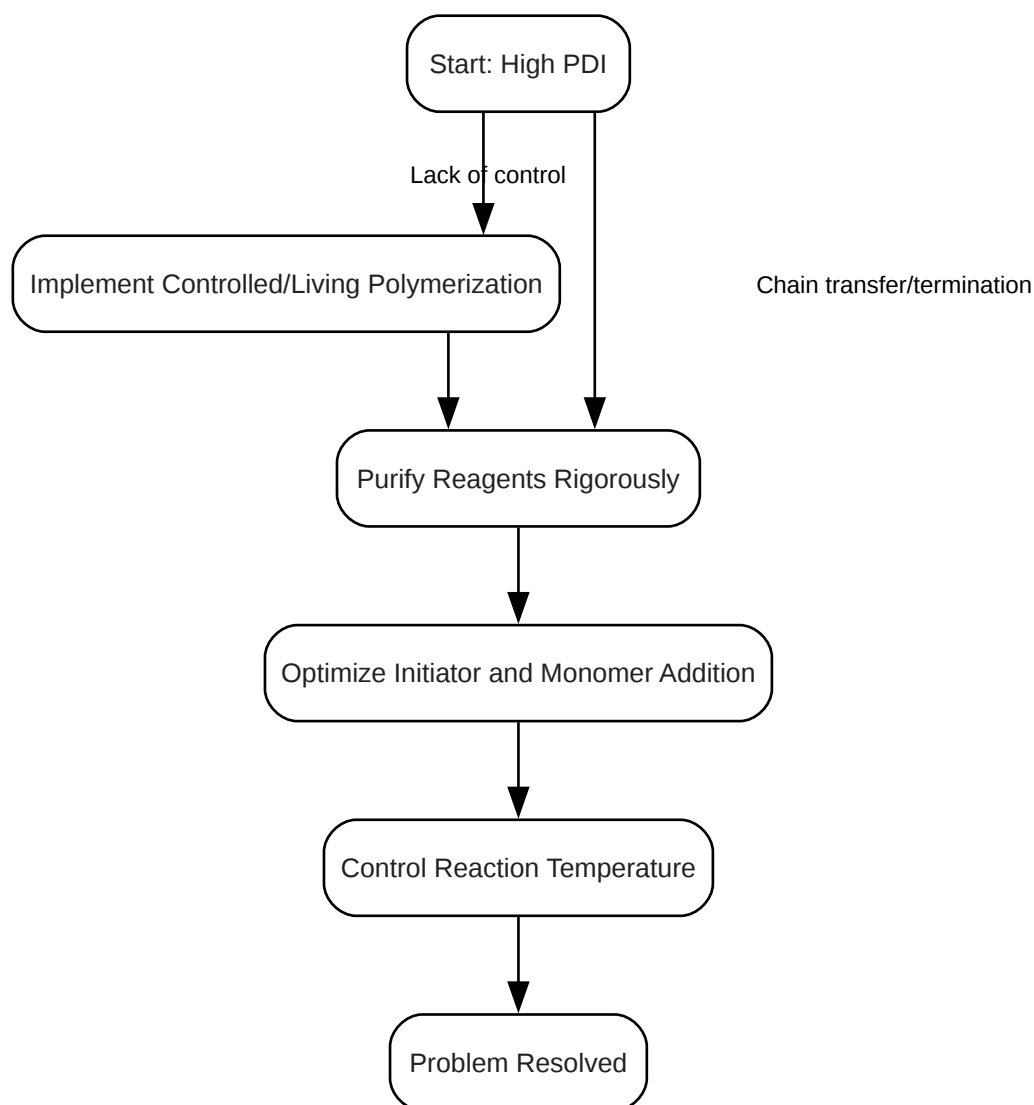 Start: High PDI
Lack of control
Implement Controlled/Living Polymerization
Chain transfer/termination
Purify Reagents Rigorously
Optimize Initiator and Monomer Addition
Control Reaction Temperature
Problem Resolved